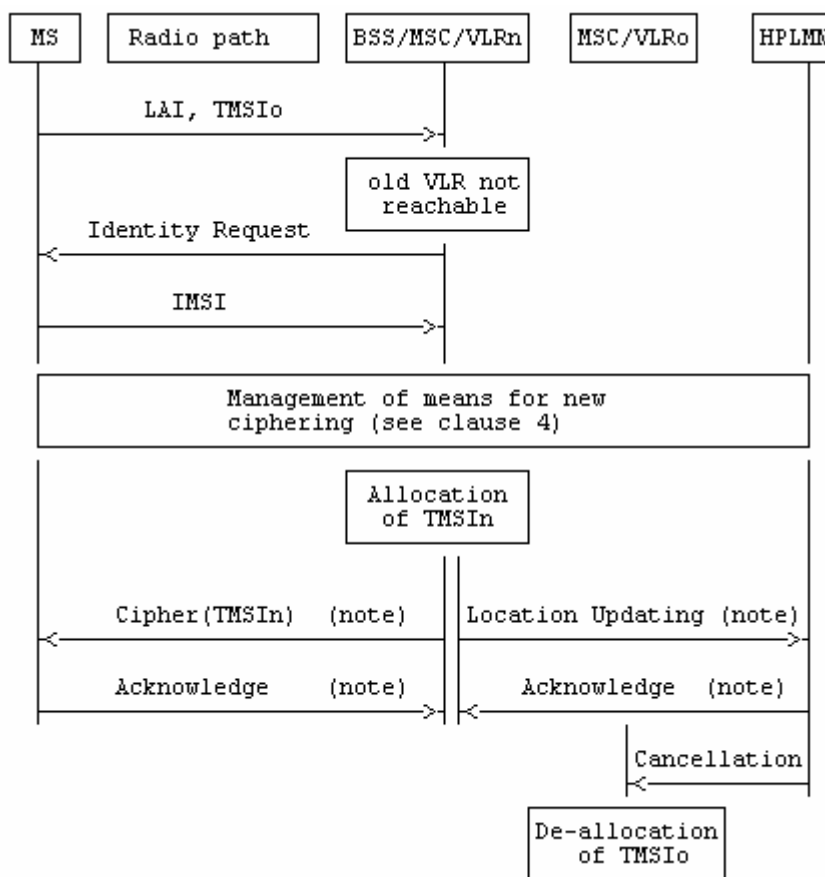 MS Radio path BSS/MSC/VLRn MSC/VLRo HPLMN
LAI, TMSIo
old VLR not
reachable
Identity Request
IMSI
Management of means for new
ciphering (see clause 4)
Allocation
of TMSIn
Cipher(TMSIn) (note) Location Updating (note)
Acknowledge (note) Acknowledge (note)
Cancellation
De-allocation
of TMSIo